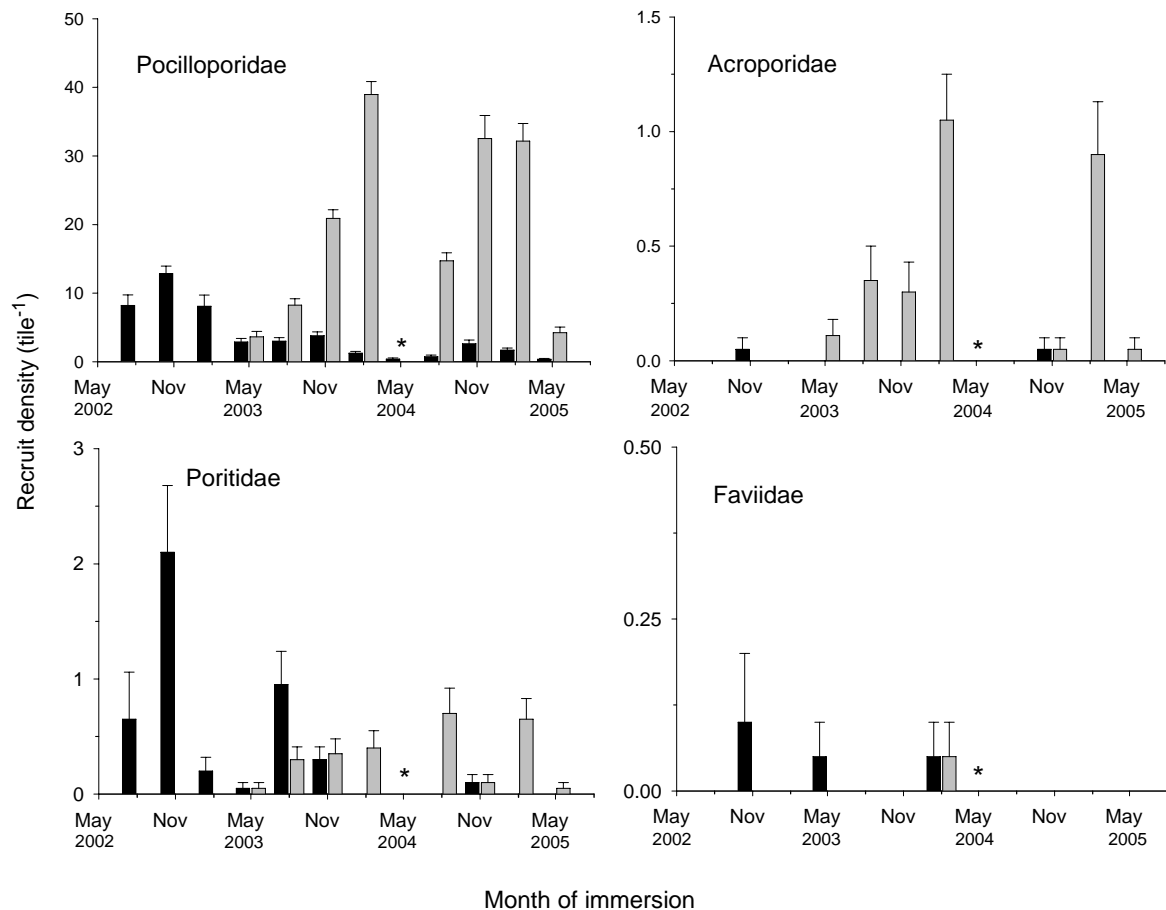 Recruit density (tile-1)
Pocilloporidae
50
40
30
20
10
0
*
May Nov May Nov May Nov May
2002 2003 2004 2005
Acroporidae
1.5
1.0
0.5
0.0
*
May Nov May Nov May Nov May
2002 2003 2004 2005
Poritidae
3
2
1
0
*
May Nov May Nov May Nov May
2002 2003 2004 2005
Faviidae
0.50
0.25
0.00
*
May Nov May Nov May Nov May
2002 2003 2004 2005
Month of immersion